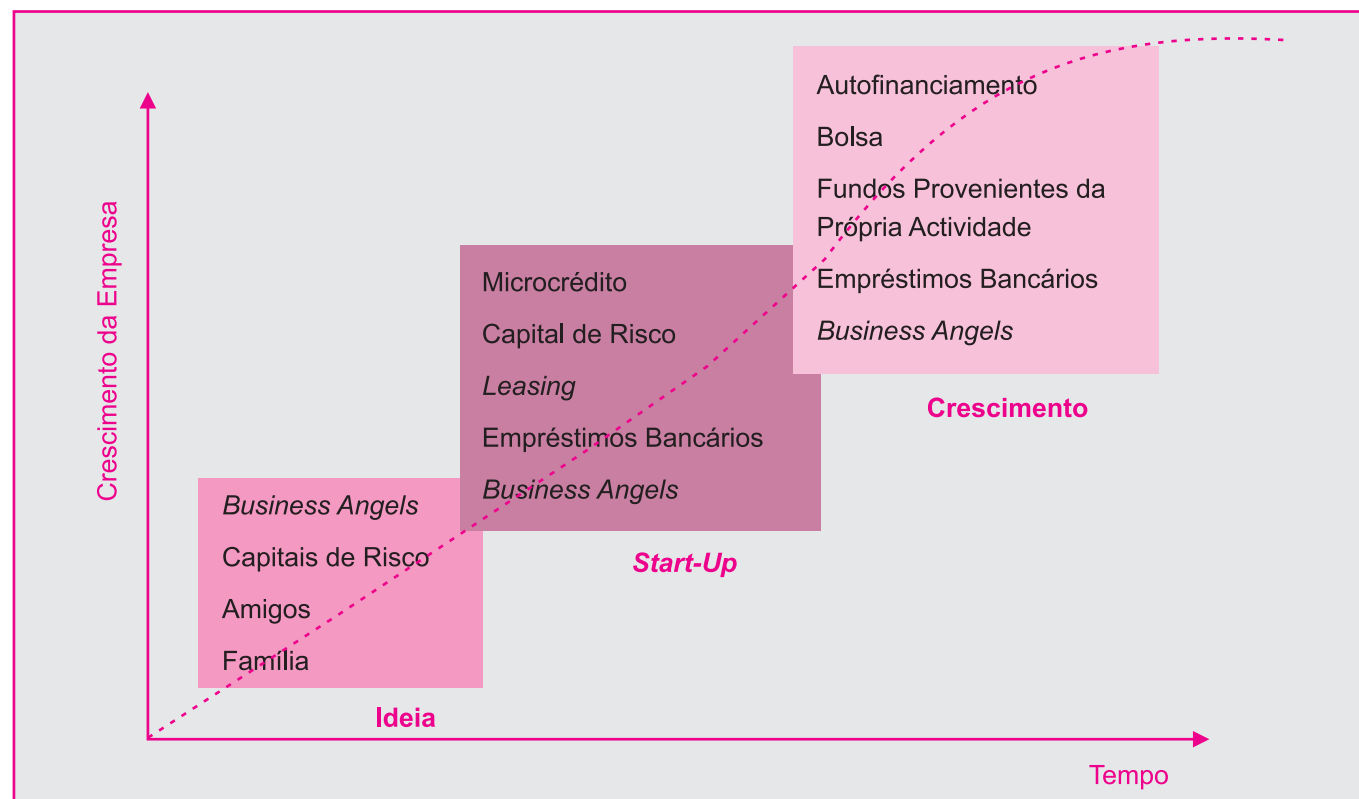 Crescimento da Empresa
Autofinanciamento
Bolsa
Fundos Provenientes da
Própria Actividade
Empréstimos Bancários
Business Angels
Crescimento
Microcrédito
Capital de Risco
Leasing
Empréstimos Bancários
Business Angels
Start-Up
Business Angels
Capitais de Risco
Amigos
Família
Ideia
Tempo